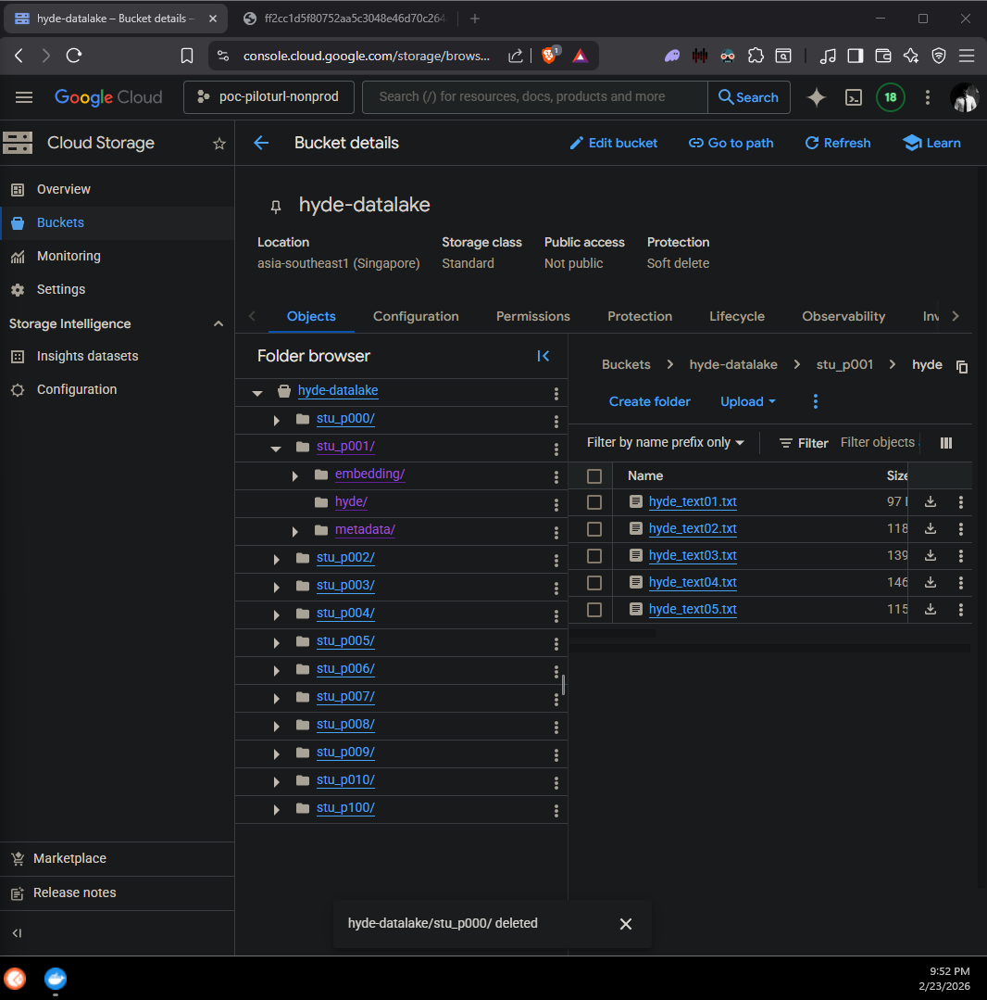 hyde-datalake – Bucket details –
ff2cc1d5f80752aa5c3048e46d70c264
console.cloud.google.com/storage/brows...
1
Google Cloud
poc-piloturl-nonprod
Search (/) for resources, docs, products and more
Search
18
Cloud Storage
Bucket details
Edit bucket
Go to path
Refresh
Learn
Overview
Buckets
Monitoring
Settings
Storage Intelligence
Insights datasets
Configuration
Marketplace
Release notes
hyde-datalake
Location
Storage class
Public access
Protection
asia-southeast1 (Singapore)
Standard
Not public
Soft delete
Objects
Configuration
Permissions
Protection
Lifecycle
Observability
Inv
Folder browser
hyde-datalake
stu_p000/
stu_p001/
embedding/
hyde/
metadata/
stu_p002/
stu_p003/
stu_p004/
stu_p005/
stu_p006/
stu_p007/
stu_p008/
stu_p009/
stu_p010/
stu_p100/
Buckets > hyde-datalake > stu_p001 > hyde
Create folder
Upload
Filter by name prefix only
Filter
Filter objects
Name
Size
hyde_text01.txt
97
hyde_text02.txt
118
hyde_text03.txt
139
hyde_text04.txt
146
hyde_text05.txt
115
hyde-datalake/stu_p000/ deleted
9:52 PM
2/23/2026